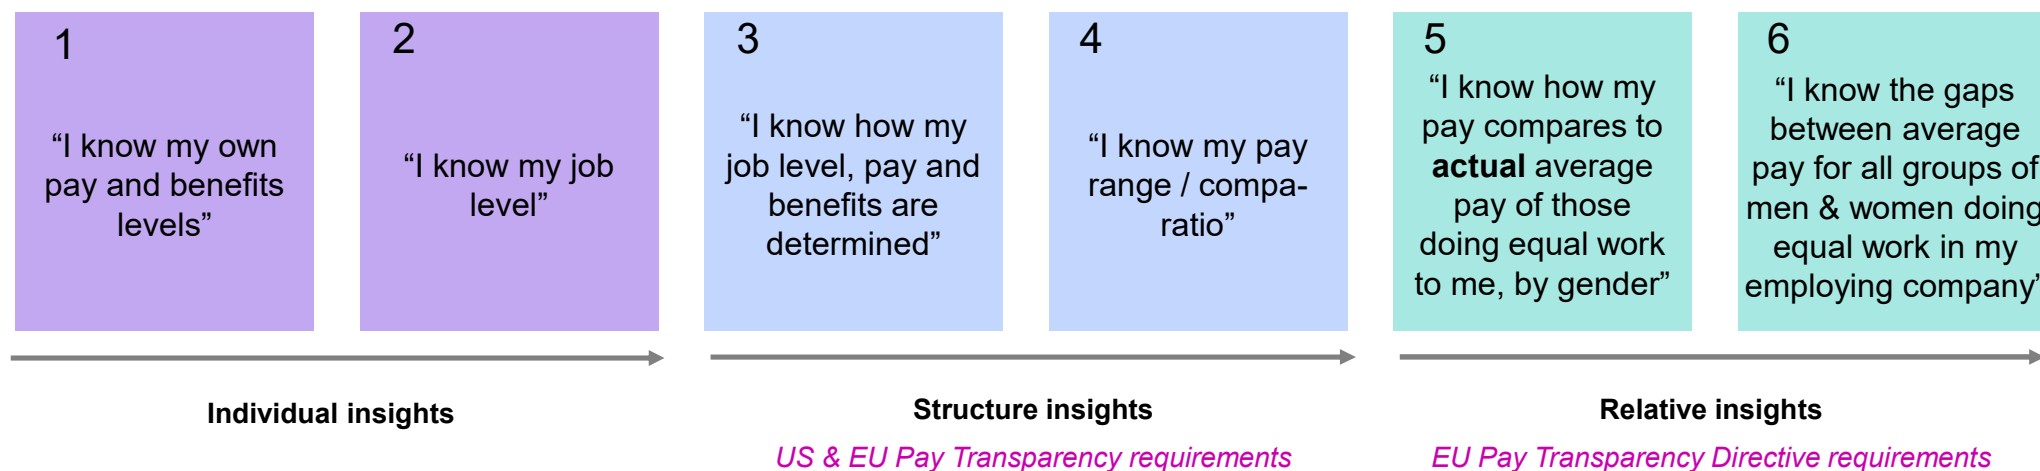 1
“I know my own
pay and benefits
levels”
2
“I know my job
level”
3
“I know how my
job level, pay and
benefits are
determined”
4
“I know my pay
range / compa-
ratio”
5
“I know how my
pay compares to
actual average
pay of those
doing equal work
to me, by gender”
6
“I know the gaps
between average
pay for all groups of
men & women doing
equal work in my
employing company”
Individual insights
Structure insights
US & EU Pay Transparency requirements
Relative insights
EU Pay Transparency Directive requirements